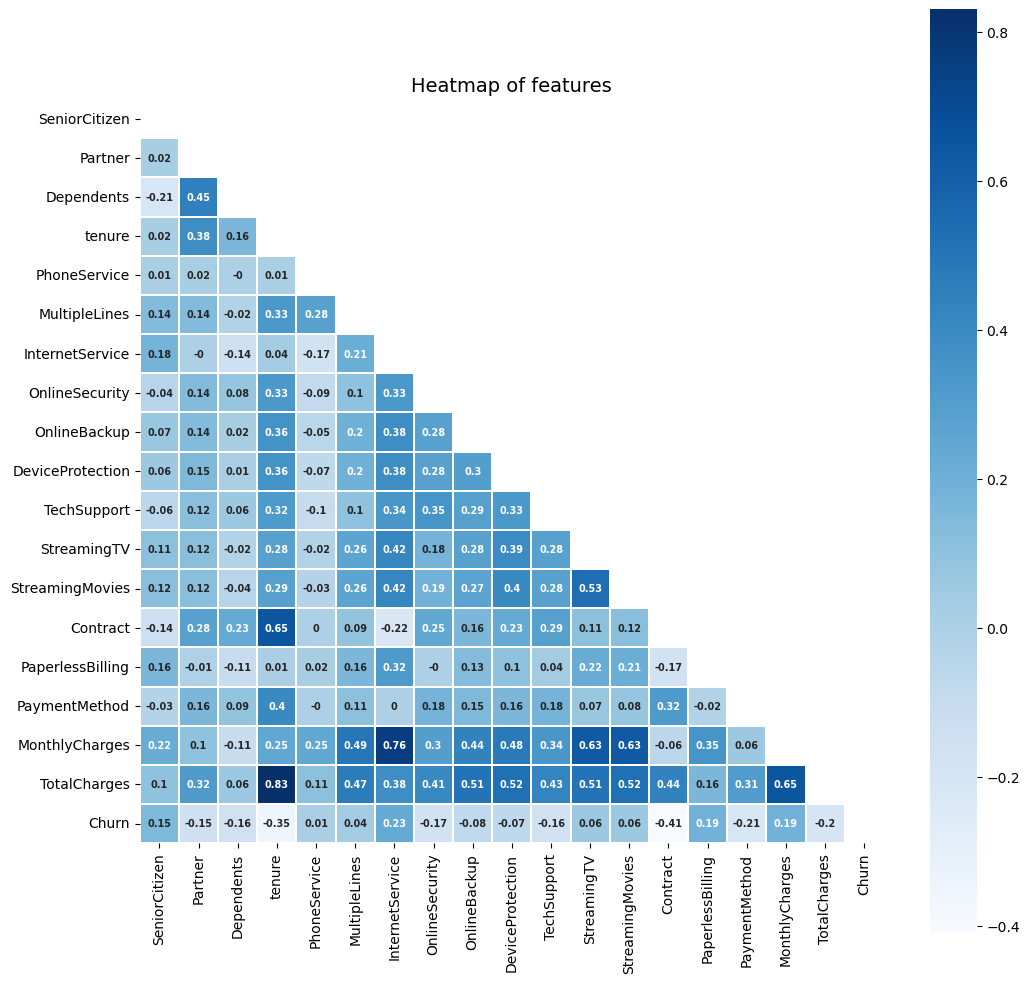 Heatmap of features
SeniorCitizen
Partner 0.02
Dependents -0.21 0.45
tenure 0.02 0.38 0.16
PhoneService 0.01 0.02 -0 0.01
MultipleLines 0.14 0.14 -0.02 0.33 0.28
InternetService 0.18 -0 -0.14 0.04 -0.17 0.21
OnlineSecurity -0.04 0.14 0.08 0.33 -0.09 0.1 0.33
OnlineBackup 0.07 0.14 0.02 0.36 -0.05 0.2 0.38 0.28
DeviceProtection 0.06 0.15 0.01 0.36 -0.07 0.2 0.38 0.28 0.3
TechSupport -0.06 0.12 0.06 0.32 -0.1 0.1 0.34 0.35 0.29 0.33
StreamingTV 0.11 0.12 -0.02 0.28 -0.02 0.26 0.42 0.18 0.28 0.39 0.28
StreamingMovies 0.12 0.12 -0.04 0.29 -0.03 0.26 0.42 0.19 0.27 0.4 0.28 0.53
Contract -0.14 0.28 0.23 0.65 0 0.09 -0.22 0.25 0.16 0.23 0.29 0.11 0.12
PaperlessBilling 0.16 -0.01 -0.11 0.01 0.02 0.16 0.32 -0 0.13 0.1 0.04 0.22 0.21 -0.17
PaymentMethod -0.03 0.16 0.09 0.4 -0 0.11 0 0.18 0.15 0.16 0.18 0.07 0.08 0.32 -0.02
MonthlyCharges 0.22 0.1 -0.11 0.25 0.25 0.49 0.76 0.3 0.44 0.48 0.34 0.63 0.63 -0.06 0.35 0.06
TotalCharges 0.1 0.32 0.06 0.83 0.11 0.47 0.38 0.41 0.51 0.52 0.43 0.51 0.52 0.44 0.16 0.31 0.65
Churn 0.15 -0.15 -0.16 -0.35 0.01 0.04 0.23 -0.17 -0.08 -0.07 -0.16 0.06 0.06 -0.41 0.19 -0.21 0.19 -0.2
SeniorCitizen
Partner
Dependents
tenure
PhoneService
MultipleLines
InternetService
OnlineSecurity
OnlineBackup
DeviceProtection
TechSupport
StreamingTV
StreamingMovies
Contract
PaperlessBilling
PaymentMethod
MonthlyCharges
TotalCharges
Churn
0.8
0.6
0.4
0.2
0.0
−0.2
−0.4